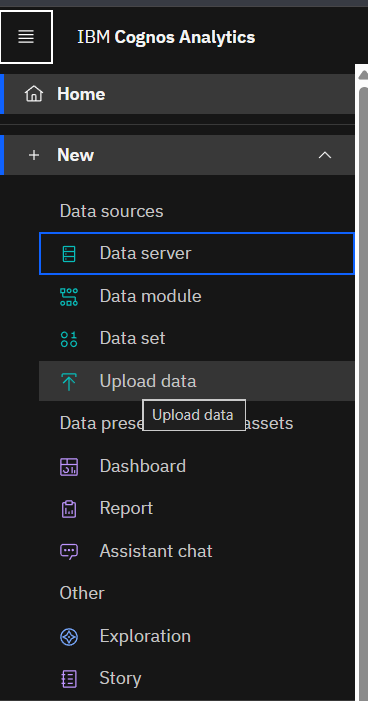 IBM Cognos Analytics
Home
New
Data sources
Data server
Data module
Data set
Upload data
Upload data
Data prese assets
Dashboard
Report
Assistant chat
Other
Exploration
Story